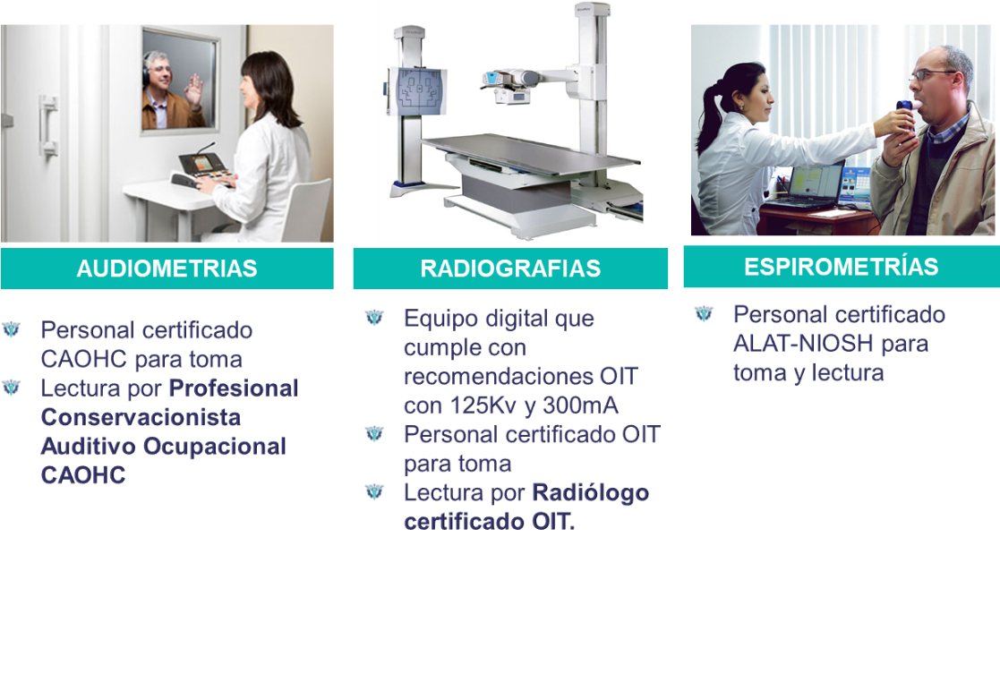 AUDIOMETRIAS
Personal certificado
CAOHC para toma
Lectura por Profesional
Conservacionista
Auditivo Ocupacional
CAOHC
RADIOGRAFIAS
Equipo digital que
cumple con
recomendaciones OIT
con 125Kv y 300mA
Personal certificado OIT
para toma
Lectura por Radiólogo
certificado OIT.
ESPIROMETRÍAS
Personal certificado
ALAT-NIOSH para
toma y lectura